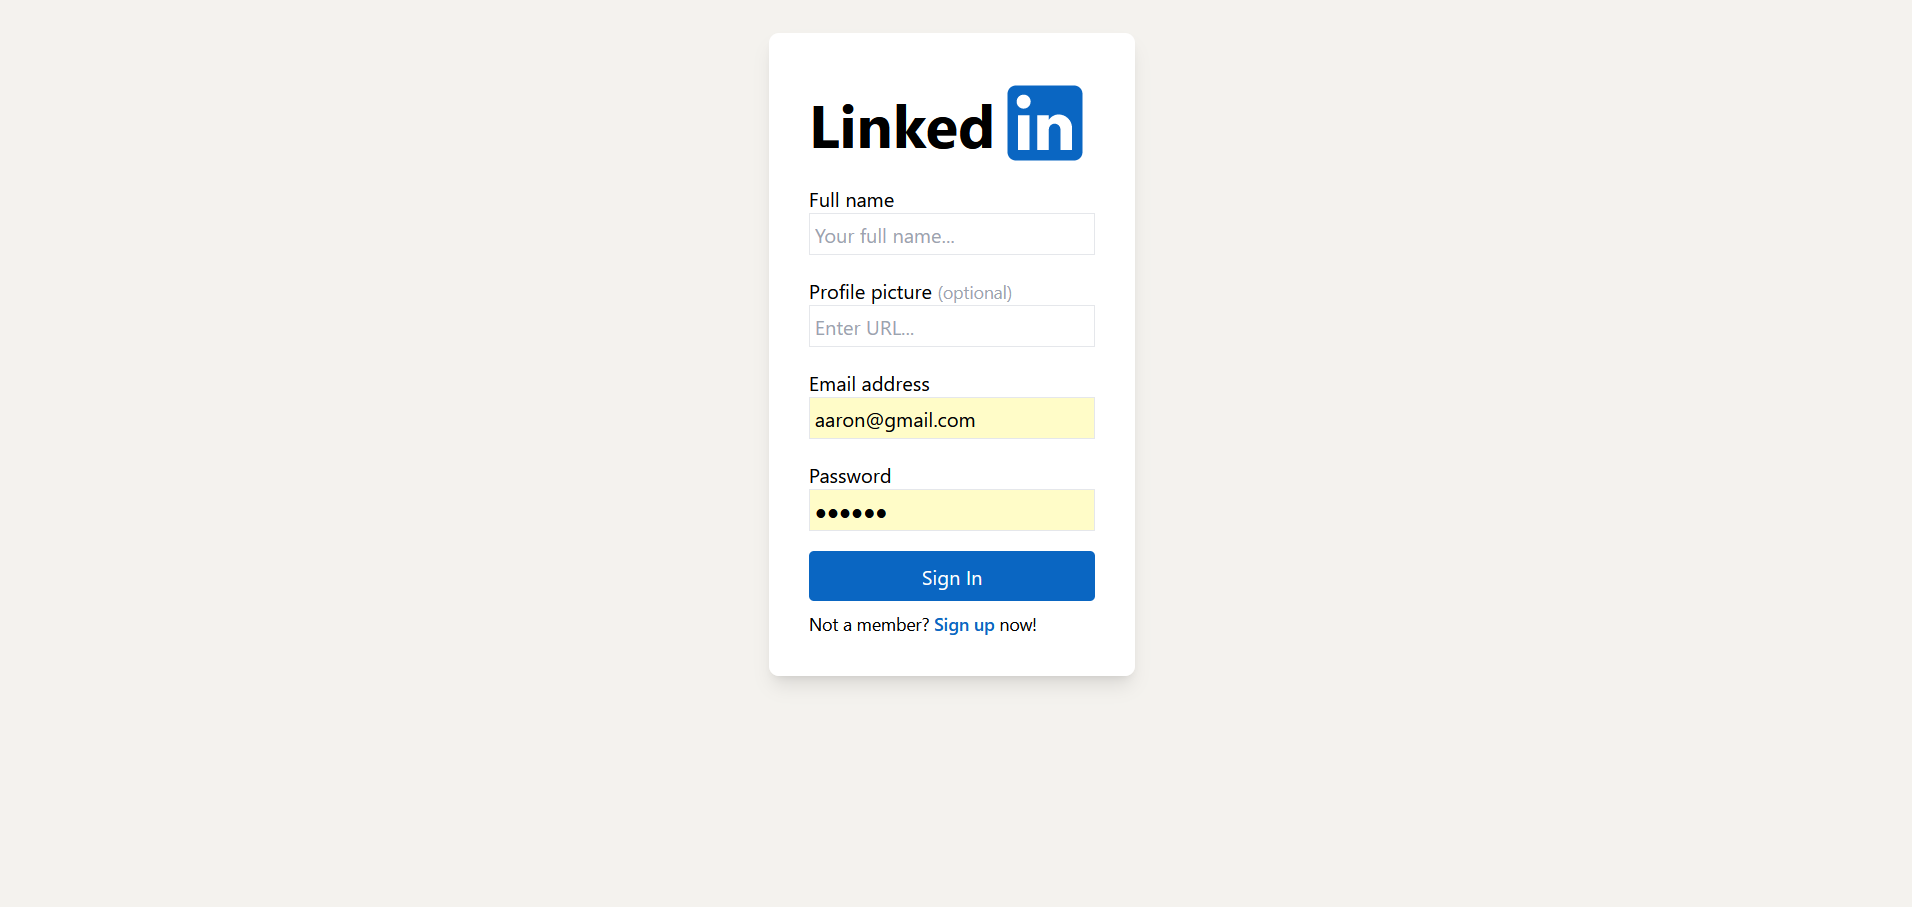 Linked in
Full name
Your full name...
Profile picture (optional)
Enter URL...
Email address
aaron@gmail.com
Password
●●●●●●
Sign In
Not a member? Sign up now!